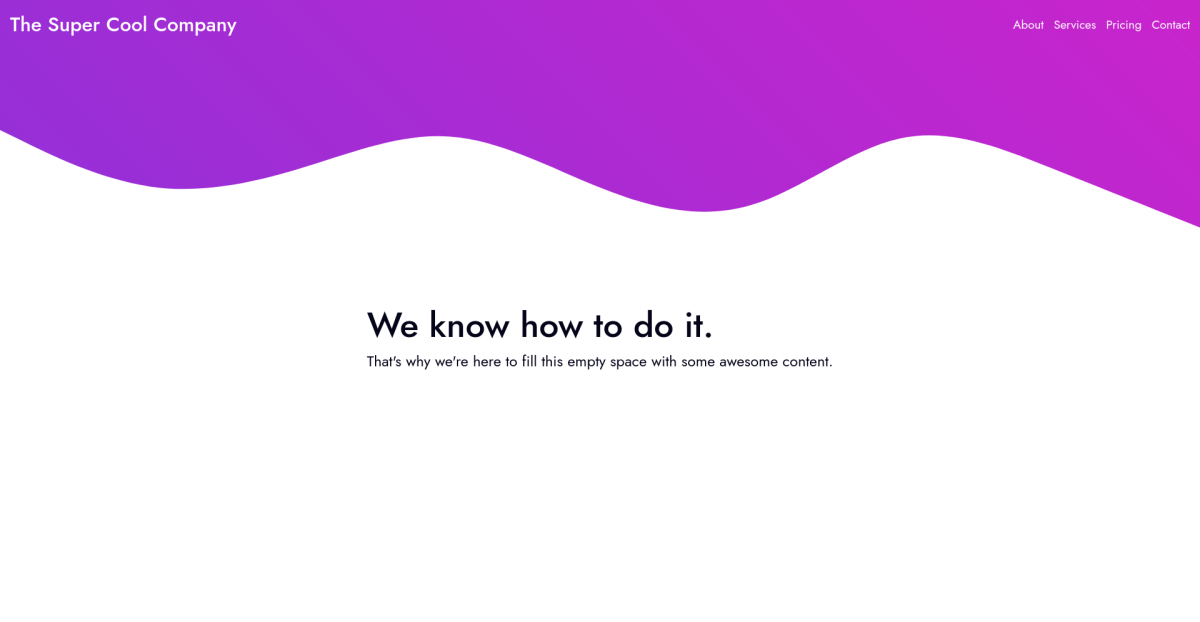 The Super Cool Company
About Services Pricing Contact
We know how to do it.
That's why we're here to fill this empty space with some awesome content.